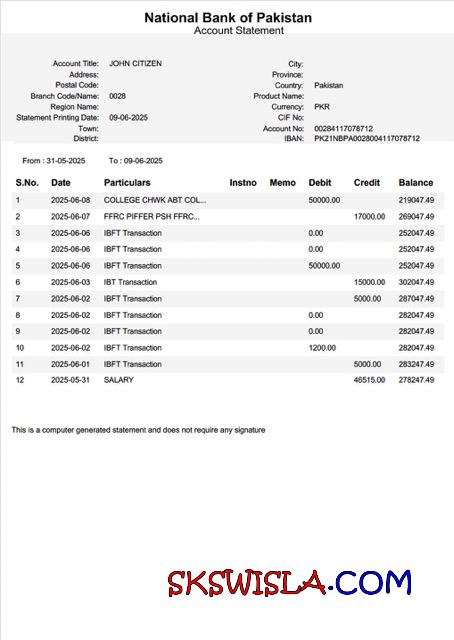 National Bank of Pakistan
Account Statement
Account Title: JOHN CITIZEN City:
Address: Province:
Postal Code: Country: Pakistan
Branch Code/Name: 0028 Product Name:
Region Name: Currency: PKR
Statement Printing Date: 09-06-2025 CIF No:
Town: Account No: 00284117078712
District: IBAN: PK21NBPA0028004117078712
From : 31-05-2025 To : 09-06-2025
S.No. Date Particulars Instno Memo Debit Credit Balance
1 2025-06-08 COLLEGE CHWK ABT COL... 50000.00 219047.49
2 2025-06-07 FFRC PIFFER PSH FFRC... 17000.00 269047.49
3 2025-06-06 IBFT Transaction 0.00 252047.49
4 2025-06-06 IBFT Transaction 0.00 252047.49
5 2025-06-06 IBFT Transaction 50000.00 252047.49
6 2025-06-03 IBT Transaction 15000.00 302047.49
7 2025-06-02 IBFT Transaction 5000.00 287047.49
8 2025-06-02 IBFT Transaction 0.00 282047.49
9 2025-06-02 IBFT Transaction 0.00 282047.49
10 2025-06-02 IBFT Transaction 1200.00 282047.49
11 2025-06-01 IBFT Transaction 5000.00 283247.49
12 2025-05-31 SALARY 46515.00 278247.49
This is a computer generated statement and does not require any signature
SKSWISLA.COM